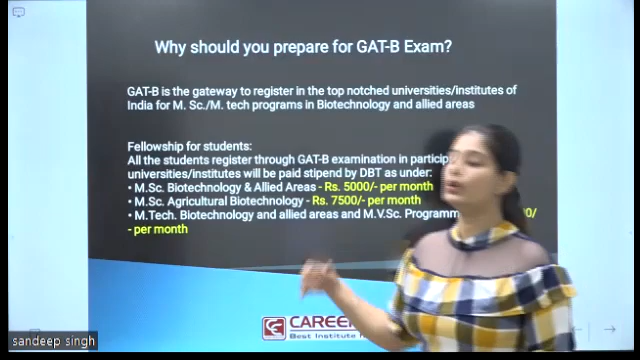 Why should you prepare for GAT-B Exam?
GAT-B is the gateway to register in the top notched universities/institutes of
India for M. Sc./M. tech programs in Biotechnology and allied areas
Fellowship for students:
All the students register through GAT-B examination in
universities/institutes will be paid stipend by DBT as under:
• M.Sc. Biotechnology & Allied Areas - Rs. 5000/- per month
• M.Sc. Agricultural Biotechnology - Rs. 7500/- per month
• M.Tech. Biotechnology and allied areas and M.V.Sc.
- per month
Best Institute
sandeep singh